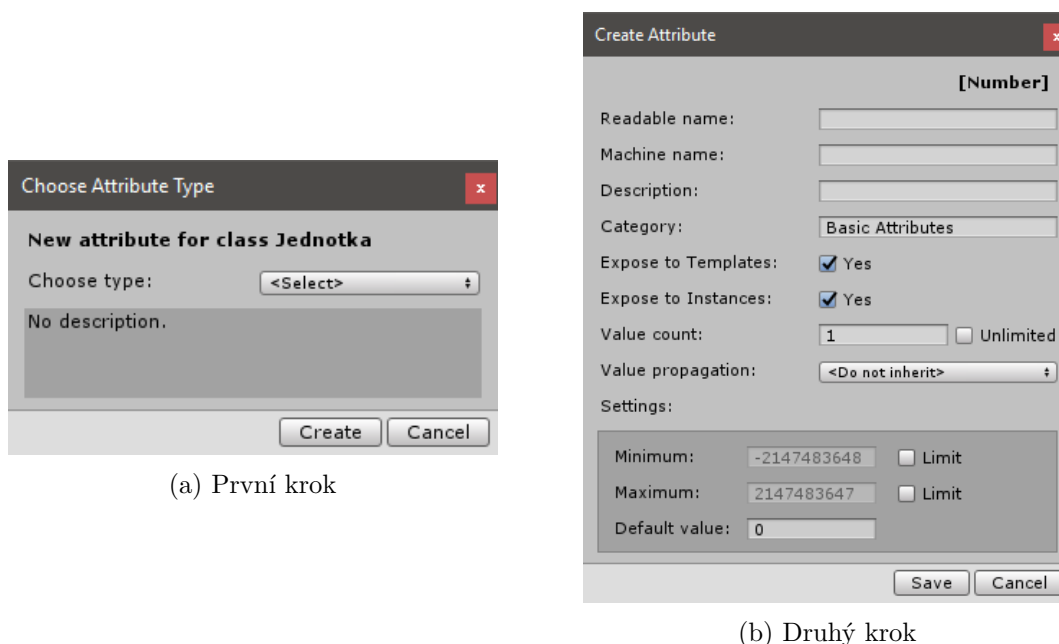 Choose Attribute Type x
New attribute for class Jednotka
Choose type: <Select>
No description.
Create Cancel
(a) První krok
Create Attribute x
[Number]
Readable name:
Machine name:
Description:
Category: Basic Attributes
Expose to Templates: Yes
Expose to Instances: Yes
Value count: 1 Unlimited
Value propagation: <Do not inherit>
Settings:
Minimum: -2147483648 Limit
Maximum: 2147483647 Limit
Default value: 0
Save Cancel
(b) Druhý krok